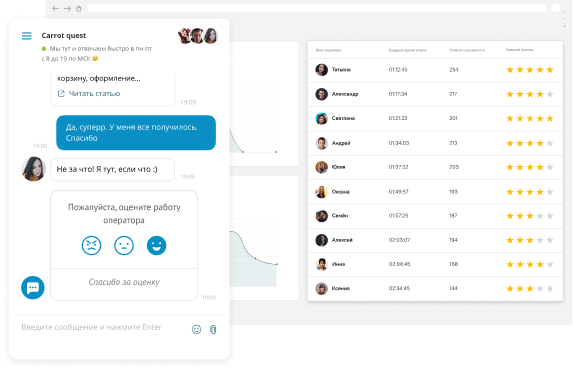 Carrot quest
Мы тут и отвечаем быстро в пн-пт
с 8 до 19 по МСК
корзину, оформление...
Читать статью
19:09
Да, суперр. У меня все получилось.
Спасибо
19:09
Не за что! Я тут, если что :)
19:09
Пожалуйста, оцените работу
оператора
Спасибо за оценку
19:09
Введите сообщение и нажмите Enter
Имя оператора Среднее время ответа Отвеченные диалоги Средняя оценка
Татьяна 01:12:45 254
Александр 01:17:34 217
Светлана 01:21:23 201
Андрей 01:34:03 213
Юлия 01:37:32 203
Оксана 01:49:57 193
Семён 01:57:29 187
Алексей 02:03:07 194
Инна 02:08:45 166
Ксения 02:34:45 134